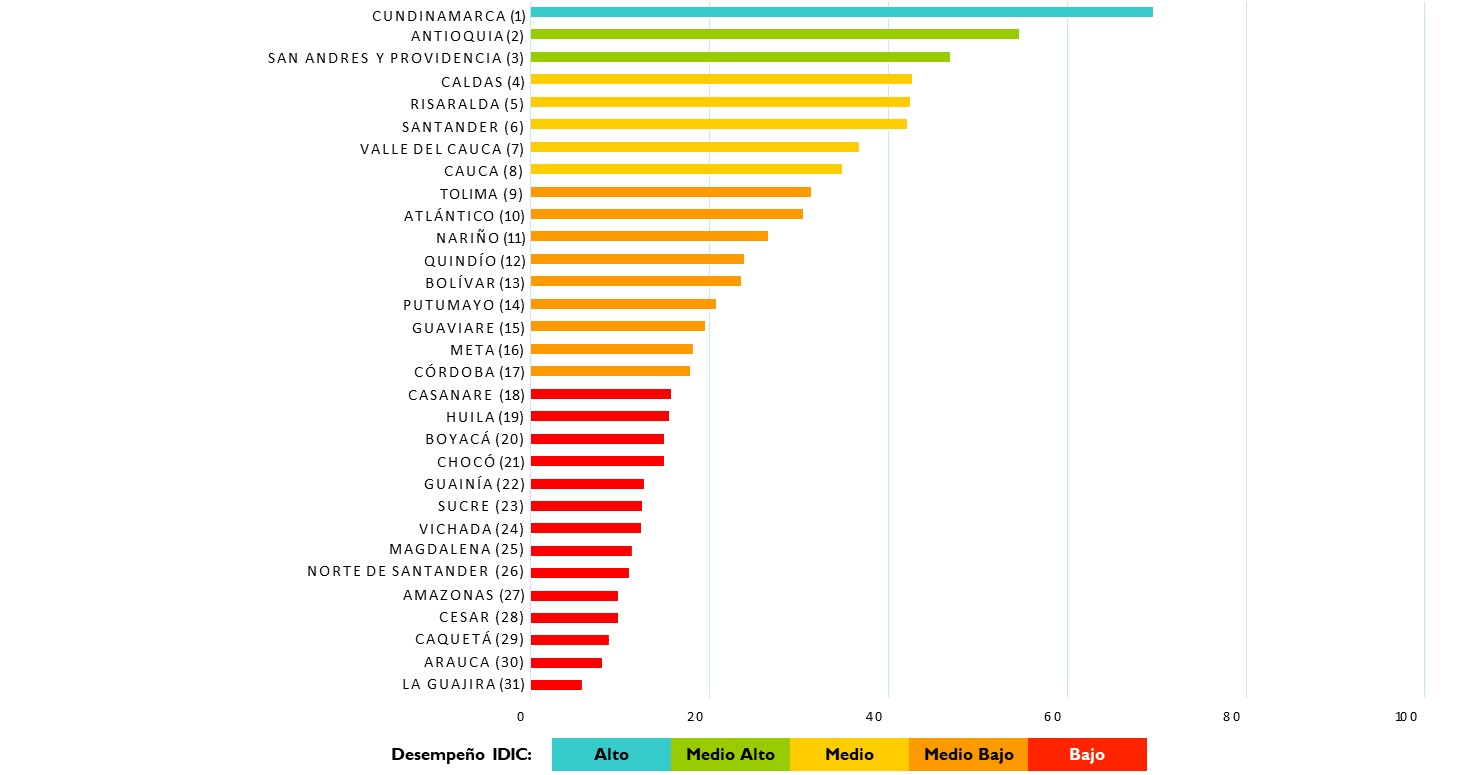 CUNDINAMARCA (1)
ANTIOQUIA (2)
SAN ANDRES Y PROVIDENCIA (3)
CALDAS (4)
RISARALDA (5)
SANTANDER (6)
VALLE DEL CAUCA (7)
CAUCA (8)
TOLIMA (9)
ATLÁNTICO (10)
NARIÑO (11)
QUINDÍO (12)
BOLÍVAR (13)
PUTUMAYO (14)
GUAVIARE (15)
META (16)
CÓRDOBA (17)
CASANARE (18)
HUILA (19)
BOYACÁ (20)
CHOCÓ (21)
GUAINÍA (22)
SUCRE (23)
VICHADA (24)
MAGDALENA (25)
NORTE DE SANTANDER (26)
AMAZONAS (27)
CESAR (28)
CAQUETÁ (29)
ARAUCA (30)
LA GUAJIRA (31)
0 20 40 60 80 100
Desempeño IDIC: Alto Medio Alto Medio Medio Bajo Bajo